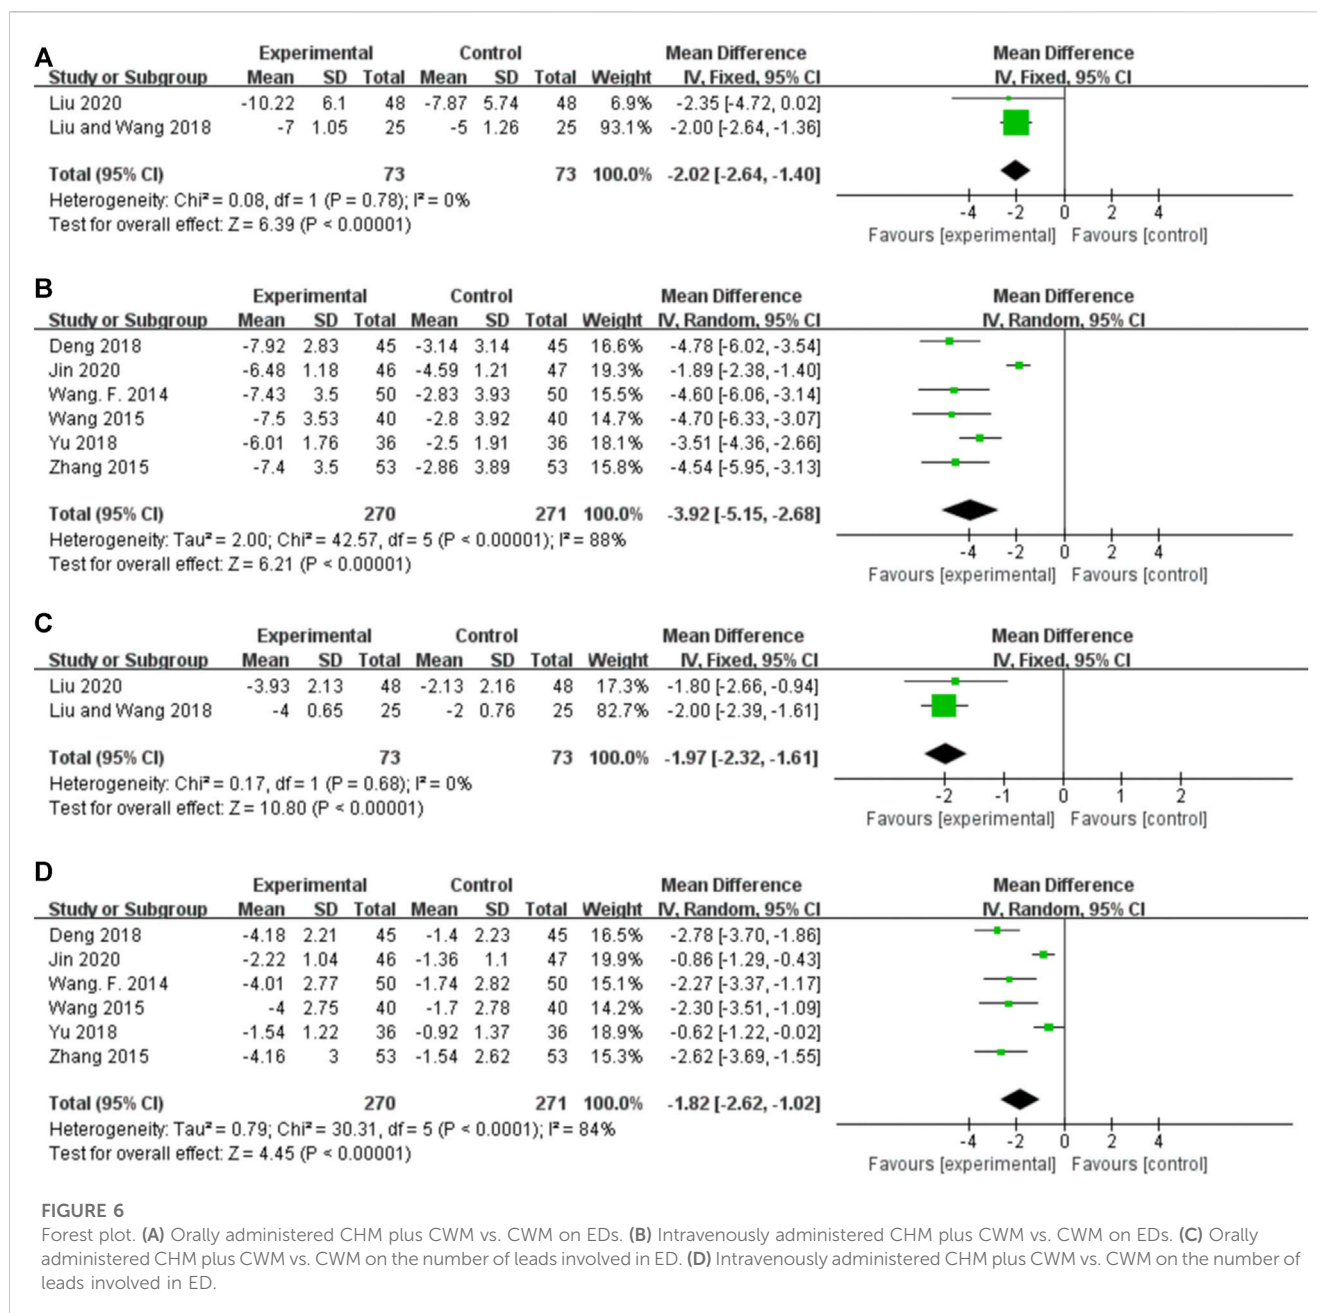 A
Experimental Control Mean Difference Mean Difference
Study or Subgroup Mean SD Total Mean SD Total Weight IV, Fixed, 95% CI IV, Fixed, 95% CI
Liu 2020 -10.22 6.1 48 -7.87 5.74 48 6.9% -2.35 [-4.72, 0.02]
Liu and Wang 2018 -7 1.05 25 -5 1.26 25 93.1% -2.00 [-2.64, -1.36]
Total (95% CI) 73 73 100.0% -2.02 [-2.64, -1.40]
Heterogeneity: Chi² = 0.08, df = 1 (P = 0.78); I² = 0%
Test for overall effect: Z = 6.39 (P < 0.00001)
-4 -2 0 2 4
Favours [experimental] Favours [control]
B
Experimental Control Mean Difference Mean Difference
Study or Subgroup Mean SD Total Mean SD Total Weight IV, Random, 95% CI IV, Random, 95% CI
Deng 2018 -7.92 2.83 45 -3.14 3.14 45 16.6% -4.78 [-6.02, -3.54]
Jin 2020 -6.48 1.18 46 -4.59 1.21 47 19.3% -1.89 [-2.38, -1.40]
Wang. F. 2014 -7.43 3.5 50 -2.83 3.93 50 15.5% -4.60 [-6.06, -3.14]
Wang 2015 -7.5 3.53 40 -2.8 3.92 40 14.7% -4.70 [-6.33, -3.07]
Yu 2018 -6.01 1.76 36 -2.5 1.91 36 18.1% -3.51 [-4.36, -2.66]
Zhang 2015 -7.4 3.5 53 -2.86 3.89 53 15.8% -4.54 [-5.95, -3.13]
Total (95% CI) 270 271 100.0% -3.92 [-5.15, -2.68]
Heterogeneity: Tau² = 2.00; Chi² = 42.57, df = 5 (P < 0.00001); I² = 88%
Test for overall effect: Z = 6.21 (P < 0.00001)
-4 -2 0 2 4
Favours [experimental] Favours [control]
C
Experimental Control Mean Difference Mean Difference
Study or Subgroup Mean SD Total Mean SD Total Weight IV, Fixed, 95% CI IV, Fixed, 95% CI
Liu 2020 -3.93 2.13 48 -2.13 2.16 48 17.3% -1.80 [-2.66, -0.94]
Liu and Wang 2018 -4 0.65 25 -2 0.76 25 82.7% -2.00 [-2.39, -1.61]
Total (95% CI) 73 73 100.0% -1.97 [-2.32, -1.61]
Heterogeneity: Chi² = 0.17, df = 1 (P = 0.68); I² = 0%
Test for overall effect: Z = 10.80 (P < 0.00001)
-2 -1 0 1 2
Favours [experimental] Favours [control]
D
Experimental Control Mean Difference Mean Difference
Study or Subgroup Mean SD Total Mean SD Total Weight IV, Random, 95% CI IV, Random, 95% CI
Deng 2018 -4.18 2.21 45 -1.4 2.23 45 16.5% -2.78 [-3.70, -1.86]
Jin 2020 -2.22 1.04 46 -1.36 1.1 47 19.9% -0.86 [-1.29, -0.43]
Wang. F. 2014 -4.01 2.77 50 -1.74 2.82 50 15.1% -2.27 [-3.37, -1.17]
Wang 2015 -4 2.75 40 -1.7 2.78 40 14.2% -2.30 [-3.51, -1.09]
Yu 2018 -1.54 1.22 36 -0.92 1.37 36 18.9% -0.62 [-1.22, -0.02]
Zhang 2015 -4.16 3 53 -1.54 2.62 53 15.3% -2.62 [-3.69, -1.55]
Total (95% CI) 270 271 100.0% -1.82 [-2.62, -1.02]
Heterogeneity: Tau² = 0.79; Chi² = 30.31, df = 5 (P < 0.0001); I² = 84%
Test for overall effect: Z = 4.45 (P < 0.00001)
-4 -2 0 2 4
Favours [experimental] Favours [control]
FIGURE 6
Forest plot. (A) Orally administered CHM plus CWM vs. CWM on EDs. (B) Intravenously administered CHM plus CWM vs. CWM on EDs. (C) Orally
administered CHM plus CWM vs. CWM on the number of leads involved in ED. (D) Intravenously administered CHM plus CWM vs. CWM on the number of
leads involved in ED.